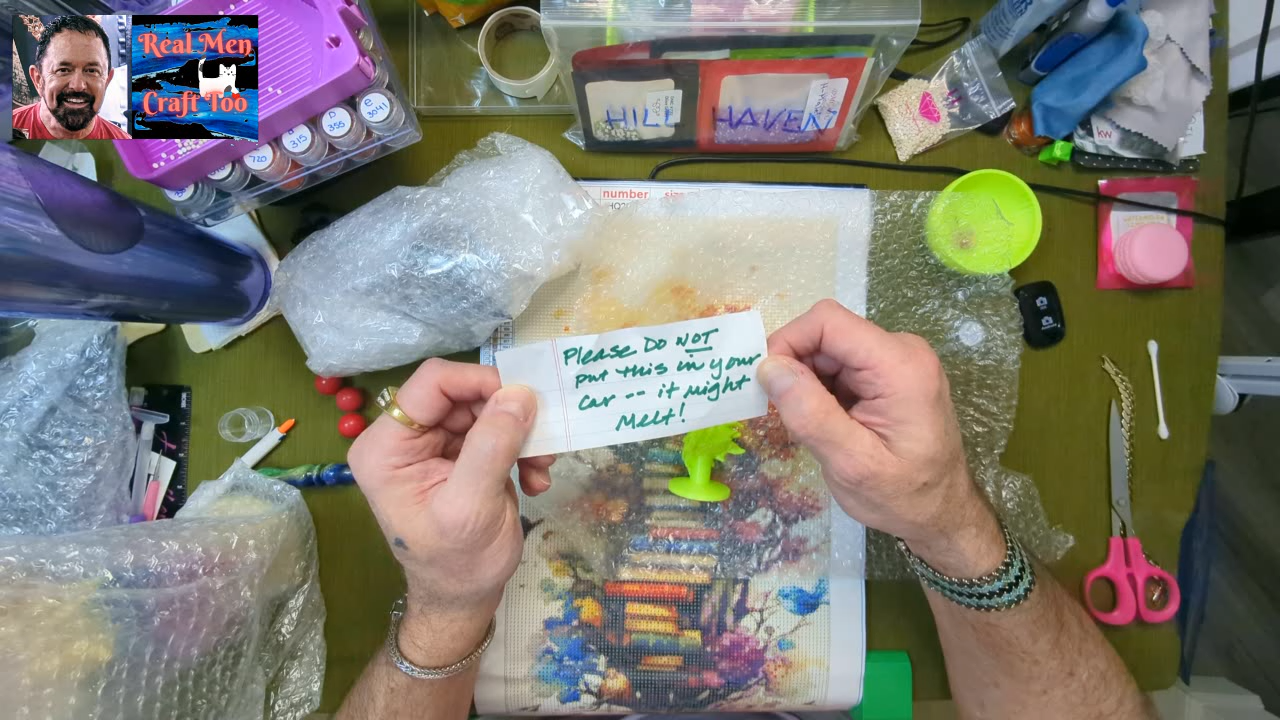 Real Men
Craft Too
HILL HAVEN
number size
Please Do NOT
put this in your
car -- it might
Melt!
720
315
D
355
e
3041